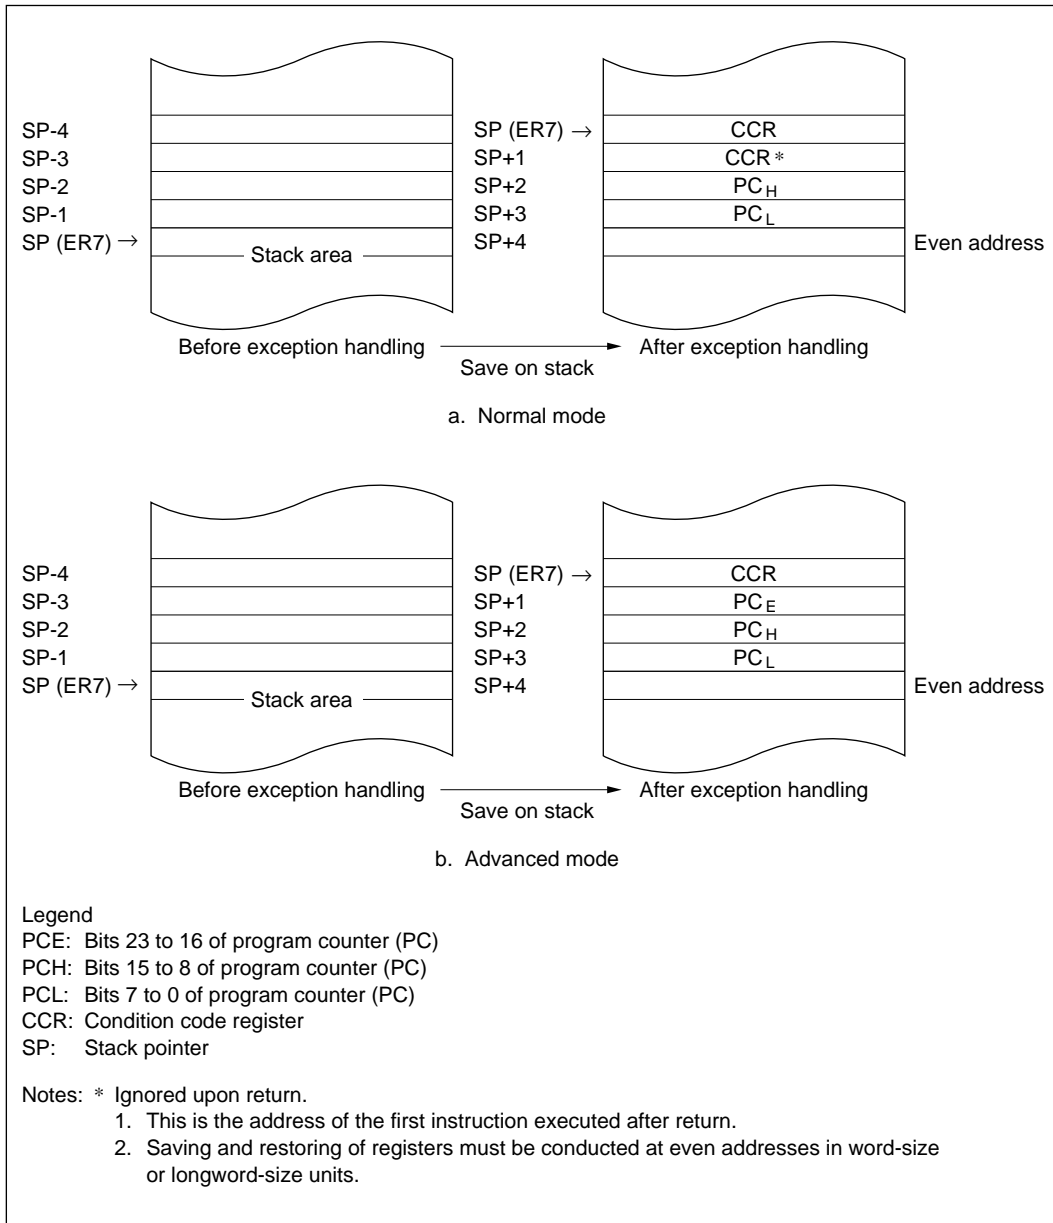 SP-4
SP-3
SP-2
SP-1
SP (ER7) →
Stack area
SP (ER7) →
SP+1
SP+2
SP+3
SP+4
CCR
CCR *
PC H
PC L
Even address
Before exception handling
Save on stack
After exception handling
a. Normal mode
SP-4
SP-3
SP-2
SP-1
SP (ER7) →
Stack area
SP (ER7) →
SP+1
SP+2
SP+3
SP+4
CCR
PC E
PC H
PC L
Even address
Before exception handling
Save on stack
After exception handling
b. Advanced mode
Legend
PCE: Bits 23 to 16 of program counter (PC)
PCH: Bits 15 to 8 of program counter (PC)
PCL: Bits 7 to 0 of program counter (PC)
CCR: Condition code register
SP: Stack pointer
Notes: * Ignored upon return.
1. This is the address of the first instruction executed after return.
2. Saving and restoring of registers must be conducted at even addresses in word-size
or longword-size units.